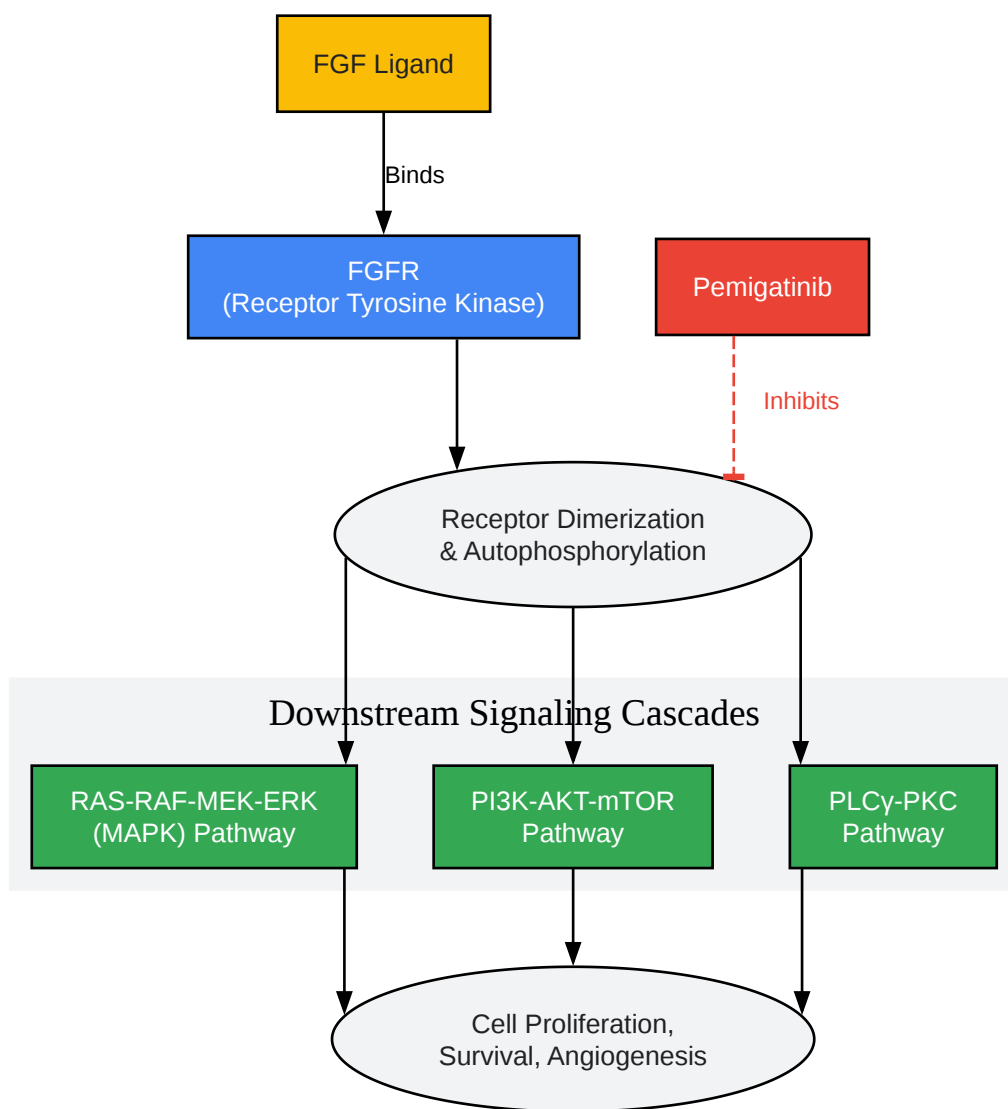 FGF Ligand
Binds
FGFR
(Receptor Tyrosine Kinase)
Pemigatinib
Inhibits
Receptor Dimerization
& Autophosphorylation
Downstream Signaling Cascades
RAS-RAF-MEK-ERK
(MAPK) Pathway
PI3K-AKT-mTOR
Pathway
PLCγ-PKC
Pathway
Cell Proliferation,
Survival, Angiogenesis